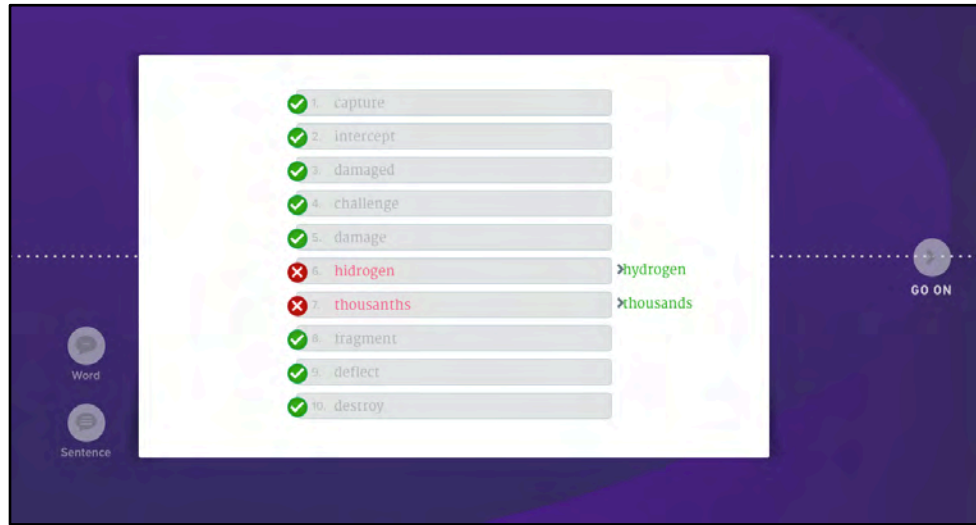 1. capture
2. intercept
3. damaged
4. challenge
5. damage
6. hidrogen hydrogen
7. thousanths thousands
8. fragment
9. deflect
10. destroy
GO ON
Word
Sentence